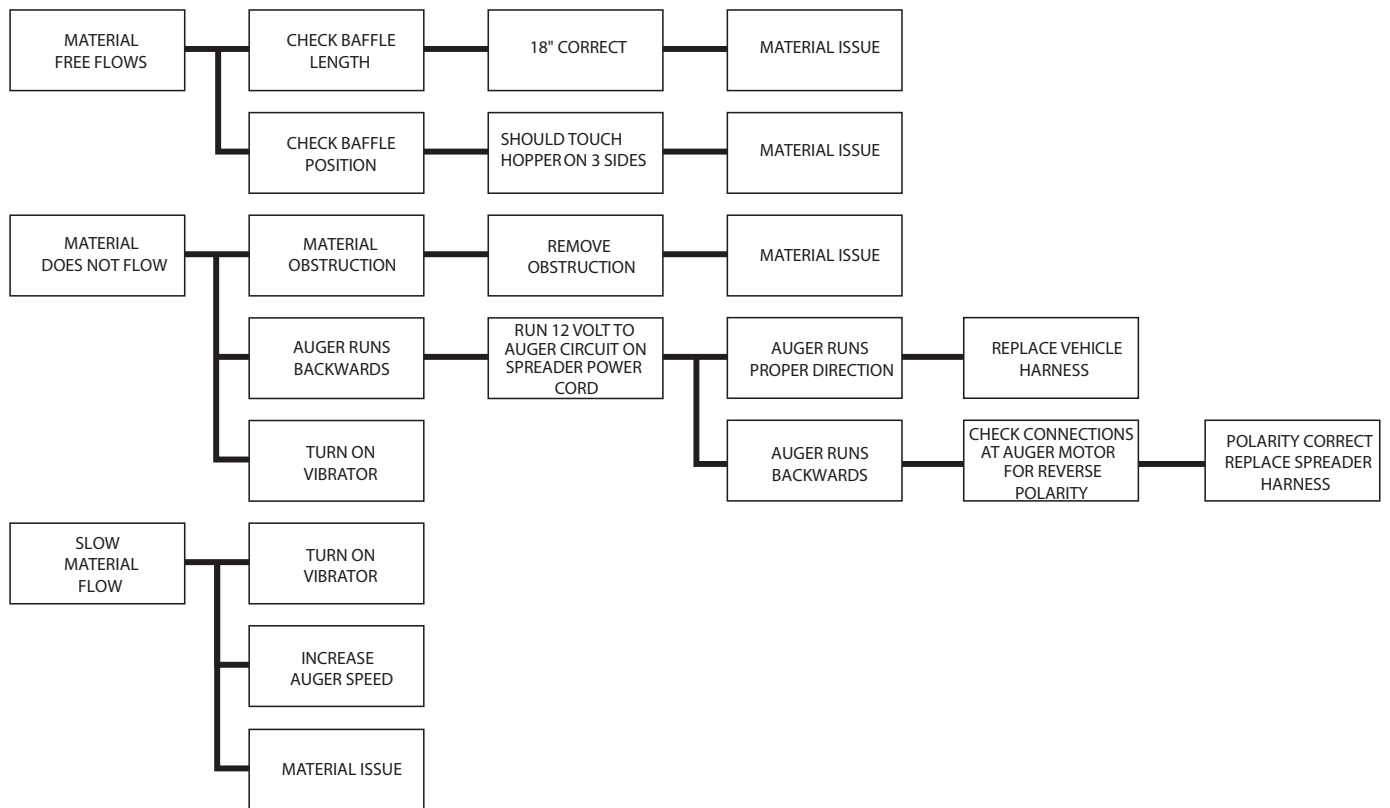 MATERIAL
FREE FLOWS
CHECK BAFFLE
LENGTH
18" CORRECT
MATERIAL ISSUE
CHECK BAFFLE
POSITION
SHOULD TOUCH
HOPPER ON 3 SIDES
MATERIAL ISSUE
MATERIAL
DOES NOT FLOW
MATERIAL
OBSTRUCTION
REMOVE
OBSTRUCTION
MATERIAL ISSUE
AUGER RUNS
BACKWARDS
RUN 12 VOLT TO
AUGER CIRCUIT ON
SPREADER POWER
CORD
AUGER RUNS
PROPER DIRECTION
REPLACE VEHICLE
HARNESS
TURN ON
VIBRATOR
AUGER RUNS
BACKWARDS
CHECK CONNECTIONS
AT AUGER MOTOR
FOR REVERSE
POLARITY
POLARITY CORRECT
REPLACE SPREADER
HARNESS
SLOW
MATERIAL
FLOW
TURN ON
VIBRATOR
INCREASE
AUGER SPEED
MATERIAL ISSUE